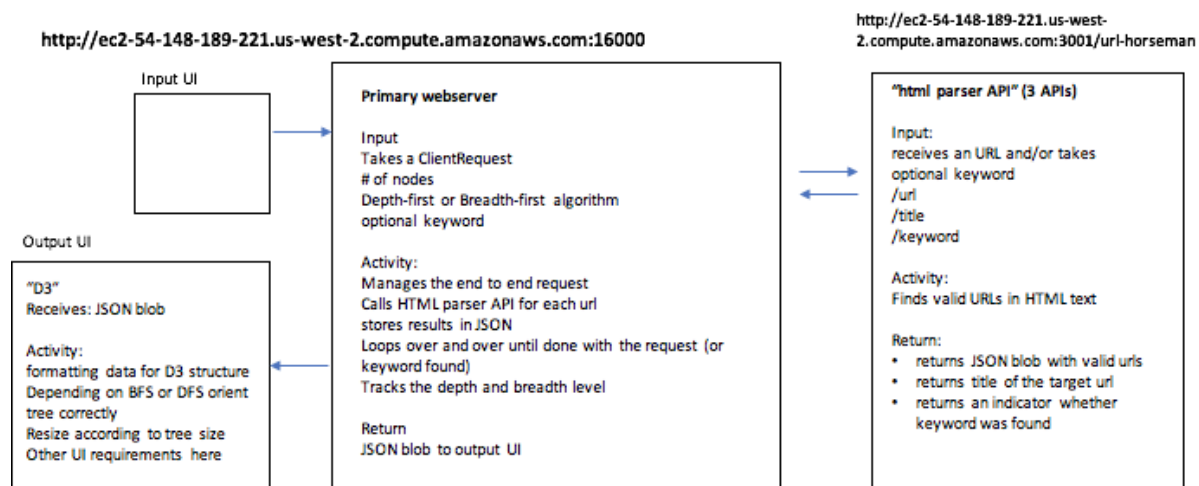 http://ec2-54-148-189-221.us-west-2.compute.amazonaws.com:16000
http://ec2-54-148-189-221.us-west-
2.compute.amazonaws.com:3001/url-horseman
Input UI
Primary webserver
Input
Takes a ClientRequest
# of nodes
Depth-first or Breadth-first algorithm
optional keyword
Activity:
Manages the end to end request
Calls HTML parser API for each url
stores results in JSON
Loops over and over until done with the request (or
keyword found)
Tracks the depth and breadth level
Return
JSON blob to output UI
"html parser API" (3 APIs)
Input:
receives an URL and/or takes
optional keyword
/url
/title
/keyword
Activity:
Finds valid URLs in HTML text
Return:
• returns JSON blob with valid urls
• returns title of the target url
• returns an indicator whether
keyword was found
Output UI
"D3"
Receives: JSON blob
Activity:
formatting data for D3 structure
Depending on BFS or DFS orient
tree correctly
Resize according to tree size
Other UI requirements here